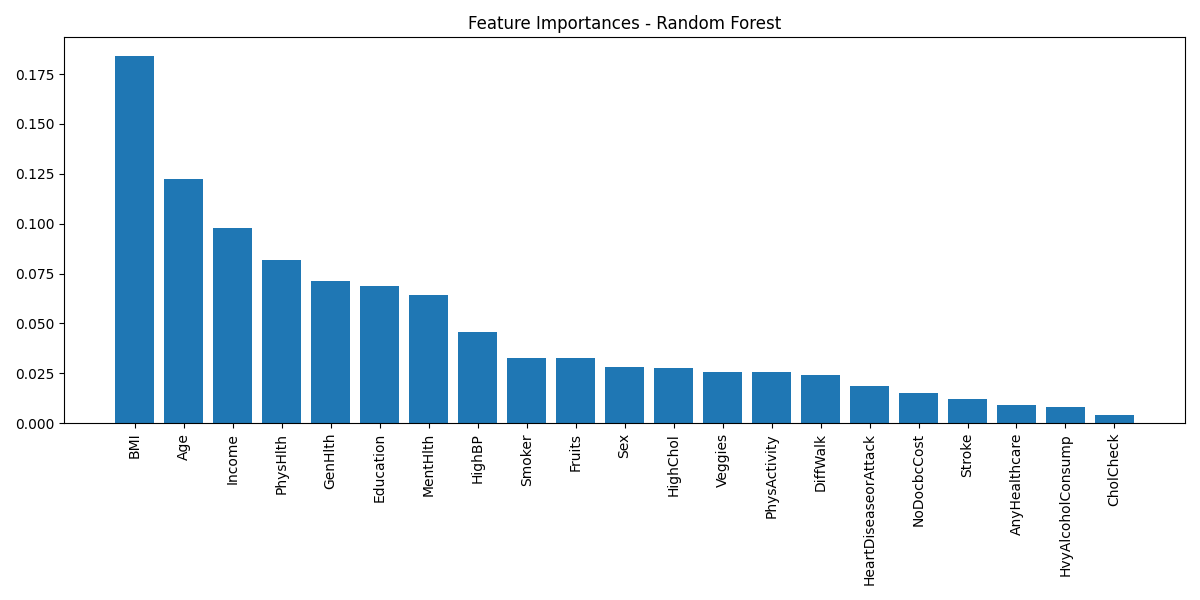 Feature Importances - Random Forest
0.175
0.150
0.125
0.100
0.075
0.050
0.025
0.000
BMI
Age
Income
PhysHlth
GenHlth
Education
MentHlth
HighBP
Smoker
Fruits
Sex
HighChol
Veggies
PhysActivity
DiffWalk
HeartDiseaseorAttack
NoDocbcCost
Stroke
AnyHealthcare
HvyAlcoholConsump
CholCheck